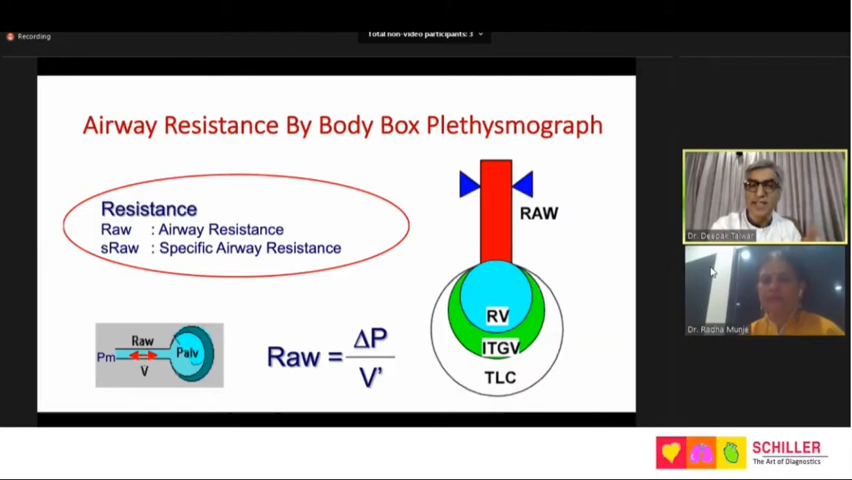 Recording
Total non-video participants: 3
Airway Resistance By Body Box Plethysmograph
Resistance
Raw : Airway Resistance
sRaw : Specific Airway Resistance
RAW
RV
ITGV
TLC
Raw
Pm
Palv
V
Raw = ΔP
V'
Dr. Deepak Talwar
Dr. Radha Munje
SCHILLER
The Art of Diagnostics